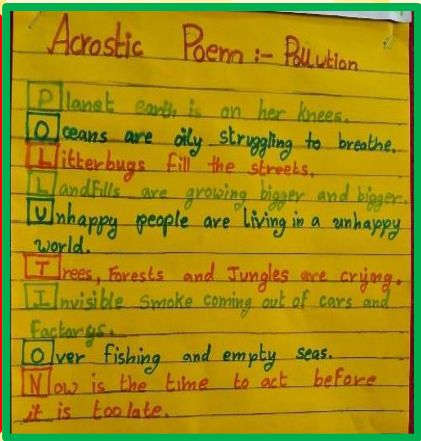 Acrostic Poem :- Pollution
Planet earth is on her knees.
Oceans are oily struggling to breathe.
Litterbugs fill the streets.
Landfills are growing bigger and bigger.
Unhappy people are living in a unhappy
world.
Trees, Forests and Jungles are crying.
Invisible smoke coming out of cars and
factorys.
Over fishing and empty seas.
Now is the time to act before
it is too late.